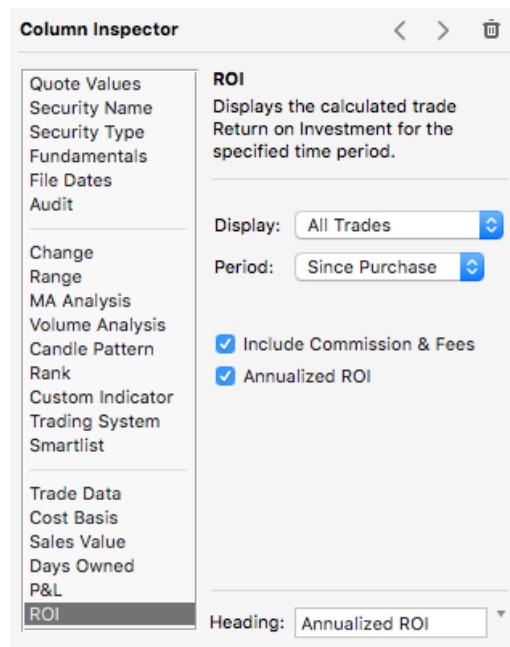 Column Inspector
Quote Values
Security Name
Security Type
Fundamentals
File Dates
Audit
Change
Range
MA Analysis
Volume Analysis
Candle Pattern
Rank
Custom Indicator
Trading System
Smartlist
Trade Data
Cost Basis
Sales Value
Days Owned
P&L
ROI
ROI
Displays the calculated trade
Return on Investment for the
specified time period.
Display: All Trades
Period: Since Purchase
Include Commission & Fees
Annualized ROI
Heading: Annualized ROI